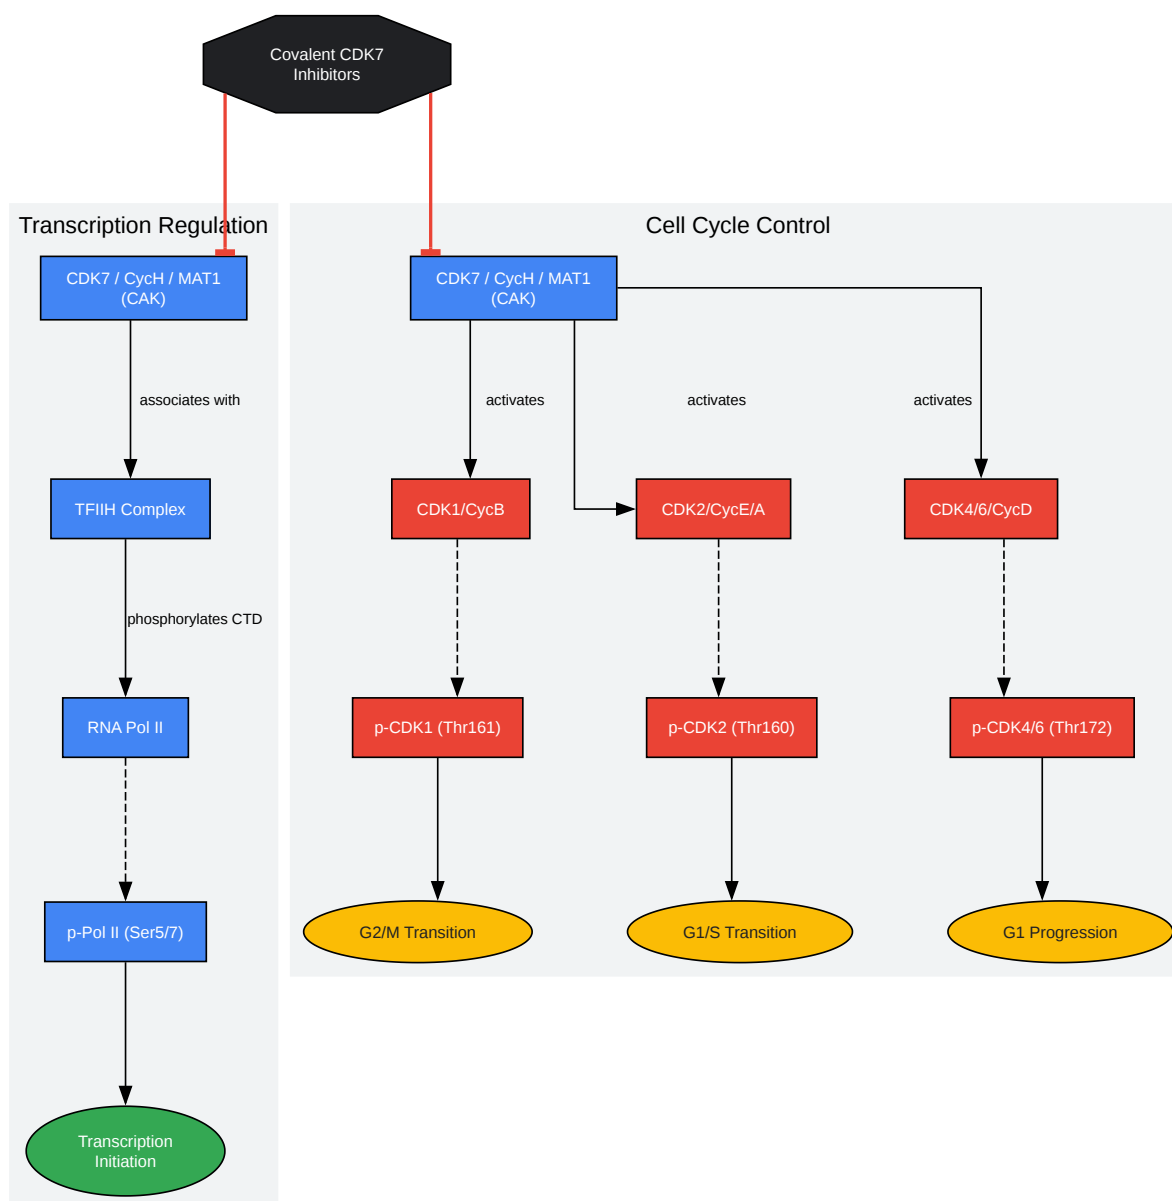 Covalent CDK7
Inhibitors
Transcription Regulation
CDK7 / CycH / MAT1
(CAK)
associates with
TFIIH Complex
phosphorylates CTD
RNA Pol II
p-Pol II (Ser5/7)
Transcription
Initiation
Cell Cycle Control
CDK7 / CycH / MAT1
(CAK)
activates
activates
activates
CDK1/CycB
CDK2/CycE/A
CDK4/6/CycD
p-CDK1 (Thr161)
p-CDK2 (Thr160)
p-CDK4/6 (Thr172)
G2/M Transition
G1/S Transition
G1 Progression